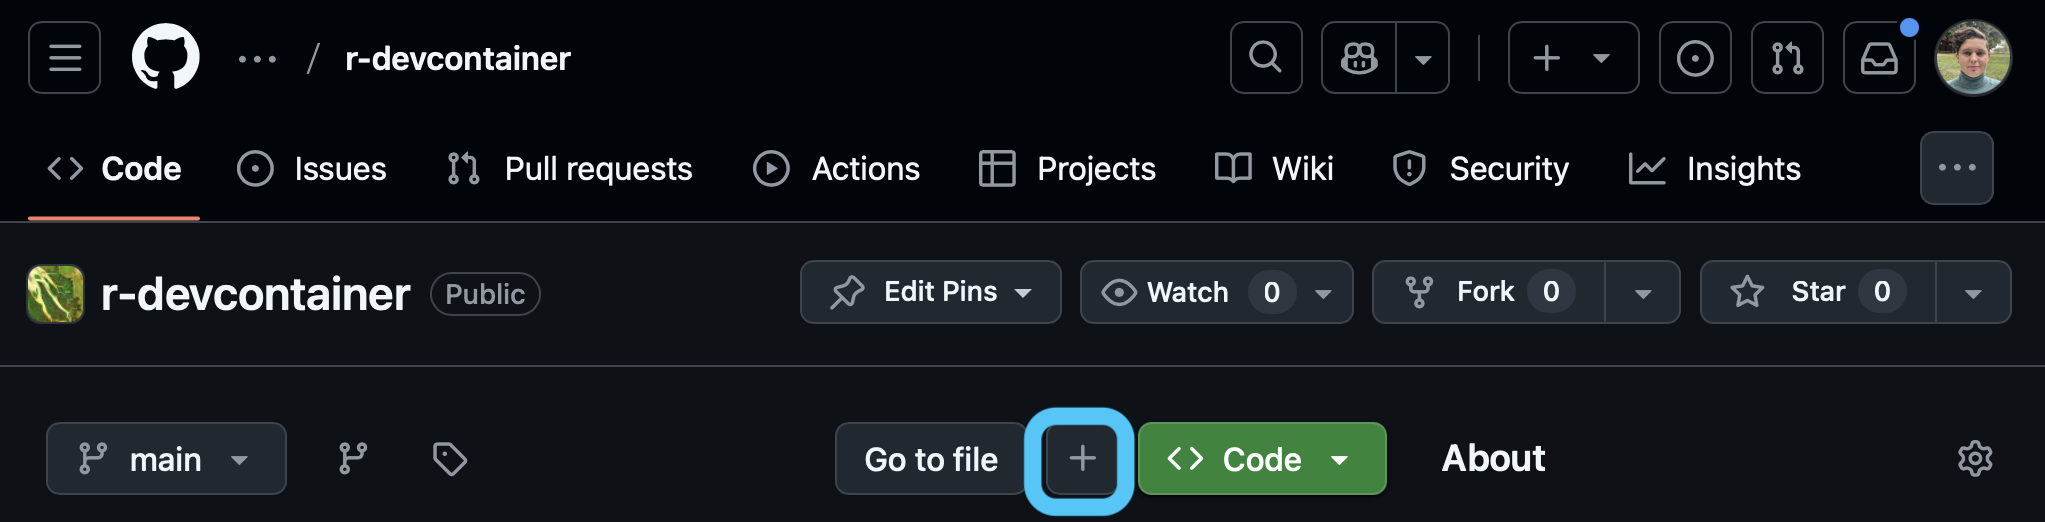 ... / r-devcontainer
Code Issues Pull requests Actions Projects Wiki Security Insights ...
r-devcontainer Public Edit Pins Watch 0 Fork 0 Star 0
main Go to file + Code About